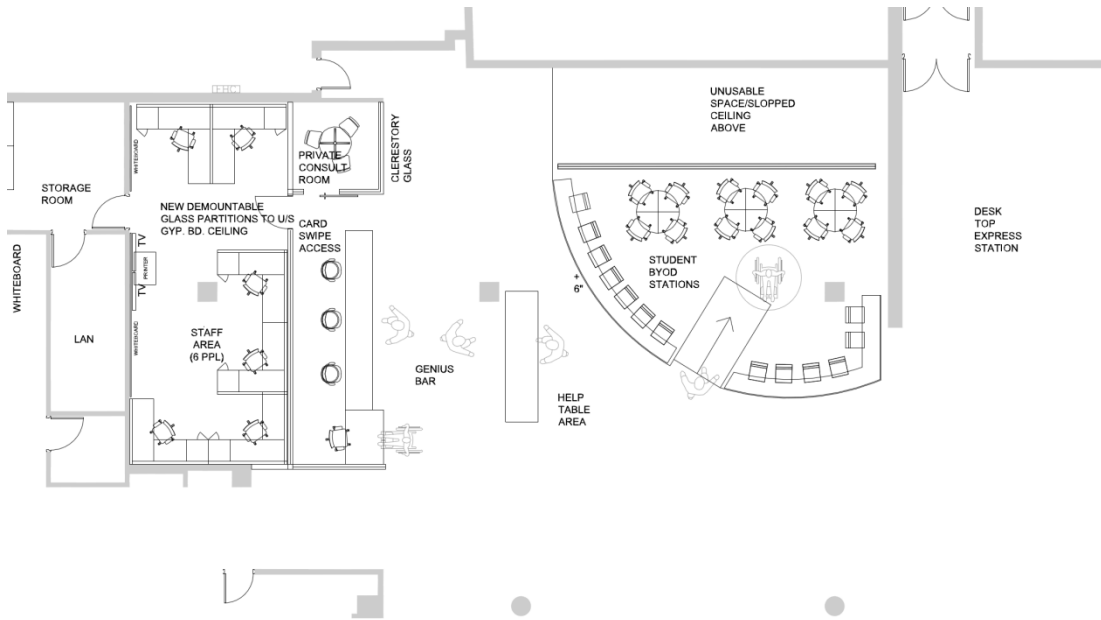 FHC
UNUSABLE
SPACE/SLOPPED
CEILING
ABOVE
CLERESTORY
GLASS
WHITEBOARD
PRIVATE
CONSULT
ROOM
STORAGE
ROOM
NEW DEMOUNTABLE
GLASS PARTITIONS TO U/S
GYP. BD. CEILING
CARD
SWIPE
ACCESS
DESK
TOP
EXPRESS
STATION
WHITEBOARD
TV
PRINTER
TV
STUDENT
BYOD
STATIONS
+
6"
LAN
WHITEBOARD
STAFF
AREA
(6 PPL)
GENIUS
BAR
HELP
TABLE
AREA